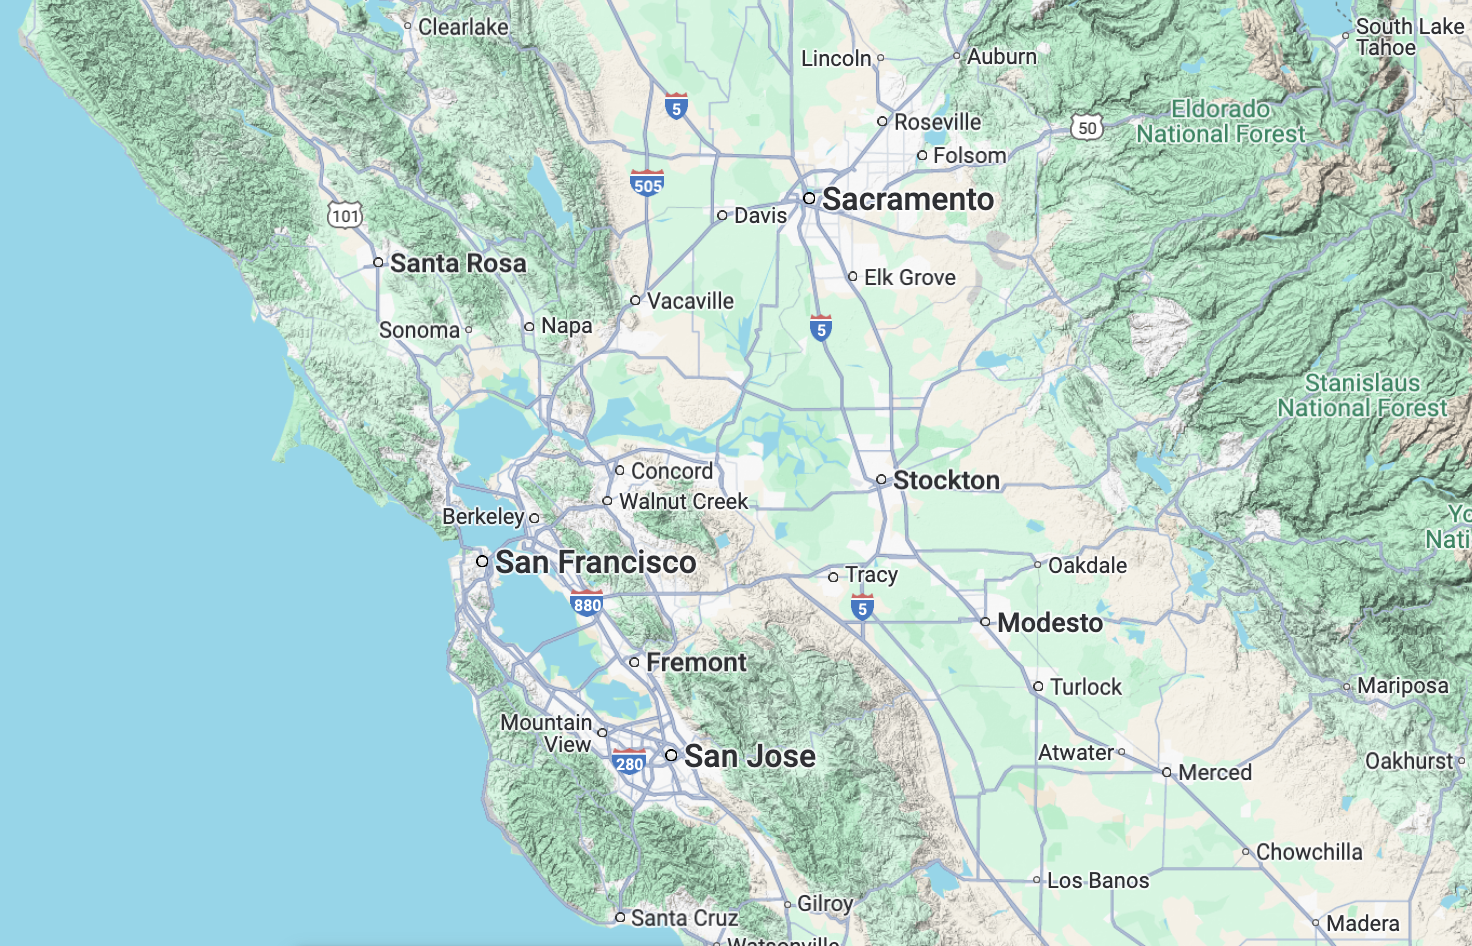 Clearlake
South Lake
Tahoe
Lincoln
Auburn
5
Eldorado
National Forest
Roseville
50
Folsom
505
Sacramento
101
Davis
Santa Rosa
Elk Grove
Vacaville
Sonoma
Napa
5
Stanislaus
National Forest
Concord
Stockton
Walnut Creek
Berkeley
Yo
Nati
San Francisco
Oakdale
Tracy
880
5
Modesto
Fremont
Turlock
Mariposa
Mountain
View
San Jose
280
Atwater
Merced
Oakhurst
Chowchilla
Los Banos
Gilroy
Santa Cruz
Madera
Watsonville